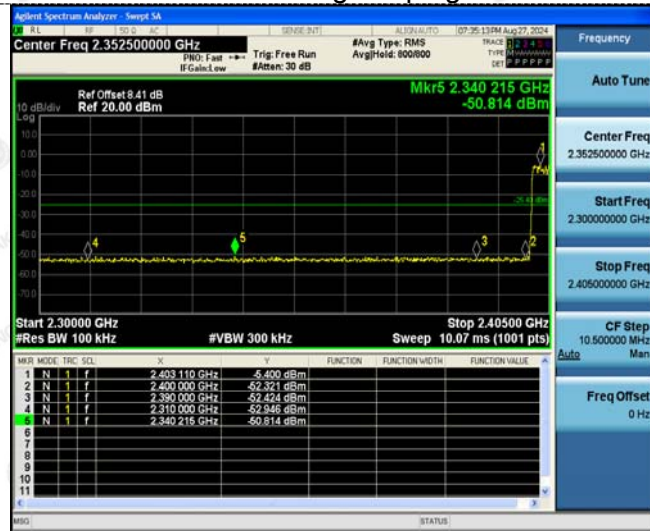 Agilent Spectrum Analyzer - Swept SA
RL RF 50 Ω AC SENSE:INT ALIGNAUTO 07:35:13PM Aug 27, 2024
Center Freq 2.352500000 GHz
PNO: Fast Trig: Free Run
IFGain:Low #Atten: 30 dB
#Avg Type: RMS
Avg|Hold: 800/800
TRACE 1 2 3 4 5 6
TYPE M
DET P P P P P P
Frequency
Mkr5 2.340 215 GHz
-50.814 dBm
Ref Offset 8.41 dB
10 dB/div Ref 20.00 dBm
Log
10.0
0.00
-10.0
-20.0
-30.0
-40.0
-50.0
-60.0
-70.0
1
2
3
4
5
Start 2.30000 GHz Stop 2.40500 GHz
#Res BW 100 kHz #VBW 300 kHz Sweep 10.07 ms (1001 pts)
MKR MODE TRC SCL X Y FUNCTION FUNCTION WIDTH FUNCTION VALUE
1 N 1 f 2.403 110 GHz -5.400 dBm
2 N 1 f 2.400 000 GHz -52.321 dBm
3 N 1 f 2.390 000 GHz -52.424 dBm
4 N 1 f 2.310 000 GHz -52.946 dBm
5 N 1 f 2.340 215 GHz -50.814 dBm
6
7
8
9
10
11
MSG STATUS
Auto Tune
Center Freq
2.352500000 GHz
Start Freq
2.300000000 GHz
Stop Freq
2.405000000 GHz
CF Step
10.500000 MHz
Auto Man
Freq Offset
0 Hz